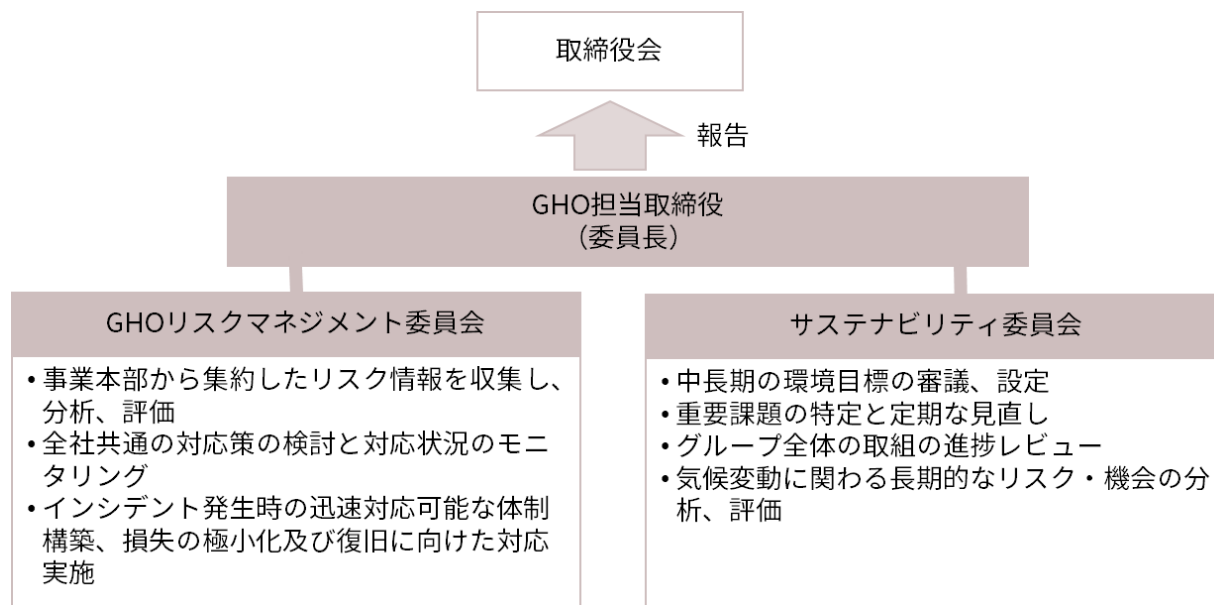 取締役会
報告
GHO担当取締役
（委員長）
GHOリスクマネジメント委員会
• 事業本部から集約したリスク情報を収集し、
分析、評価
• 全社共通の対応策の検討と対応状況のモニ
タリング
• インシデント発生時の迅速対応可能な体制
構築、損失の極小化及び復旧に向けた対応
実施
サステナビリティ委員会
• 中長期の環境目標の審議、設定
• 重要課題の特定と定期な見直し
• グループ全体の取組の進捗レビュー
• 気候変動に関わる長期的なリスク・機会の分
析、評価